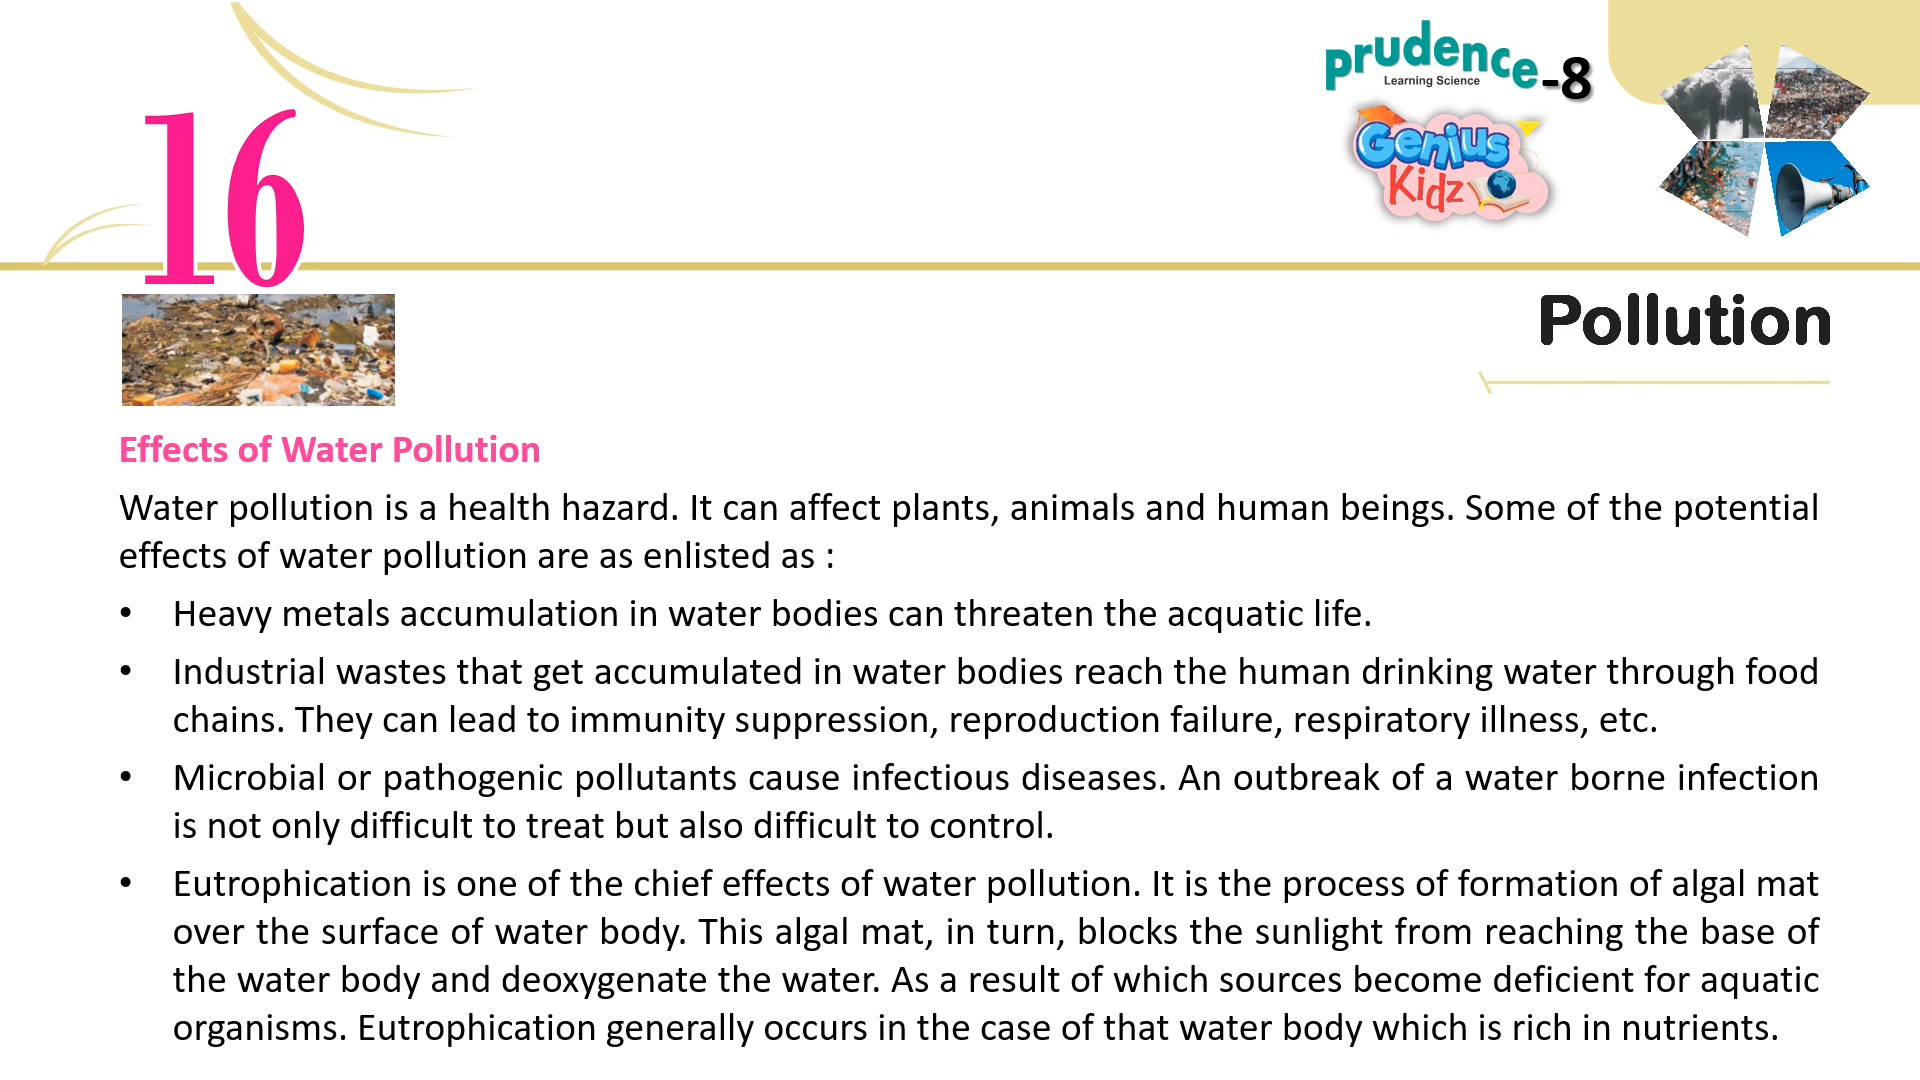 prudence-8
Learning Science
Genius
Kidz
16
Pollution
Effects of Water Pollution
Water pollution is a health hazard. It can affect plants, animals and human beings. Some of the potential
effects of water pollution are as enlisted as :
• Heavy metals accumulation in water bodies can threaten the acquatic life.
• Industrial wastes that get accumulated in water bodies reach the human drinking water through food
chains. They can lead to immunity suppression, reproduction failure, respiratory illness, etc.
• Microbial or pathogenic pollutants cause infectious diseases. An outbreak of a water borne infection
is not only difficult to treat but also difficult to control.
• Eutrophication is one of the chief effects of water pollution. It is the process of formation of algal mat
over the surface of water body. This algal mat, in turn, blocks the sunlight from reaching the base of
the water body and deoxygenate the water. As a result of which sources become deficient for aquatic
organisms. Eutrophication generally occurs in the case of that water body which is rich in nutrients.